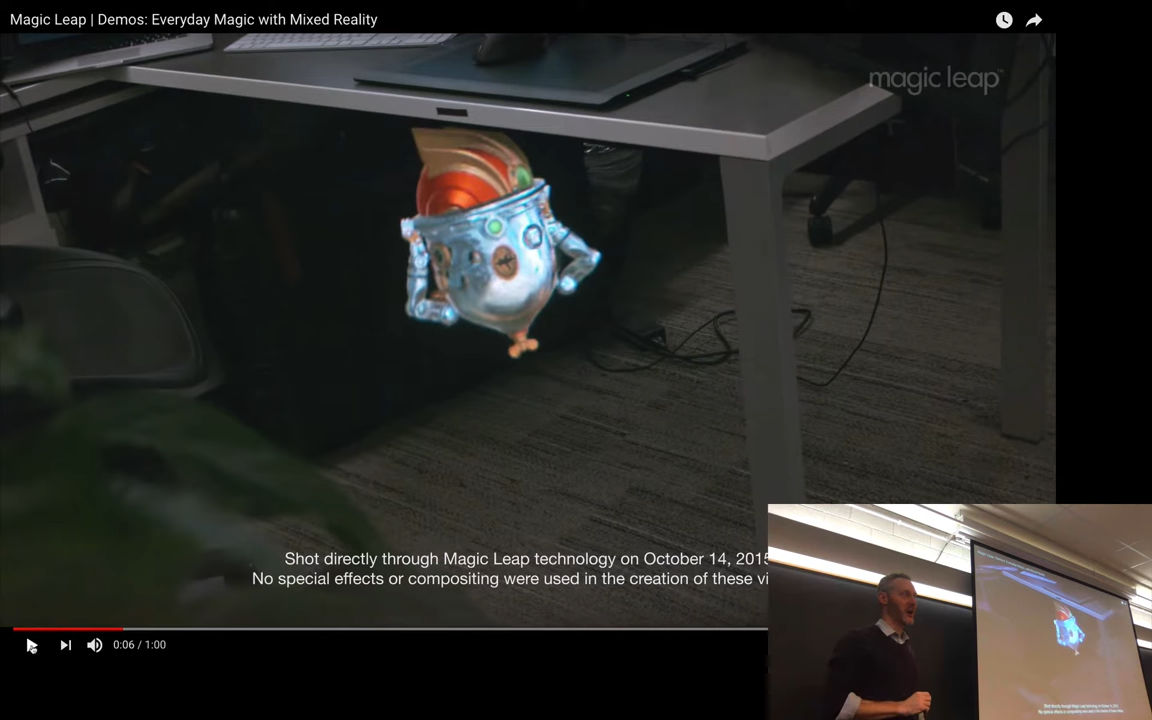 Magic Leap | Demos: Everyday Magic with Mixed Reality
magic leap™
Shot directly through Magic Leap technology on October 14, 2015
No special effects or compositing were used in the creation of these vi
0:06 / 1:00